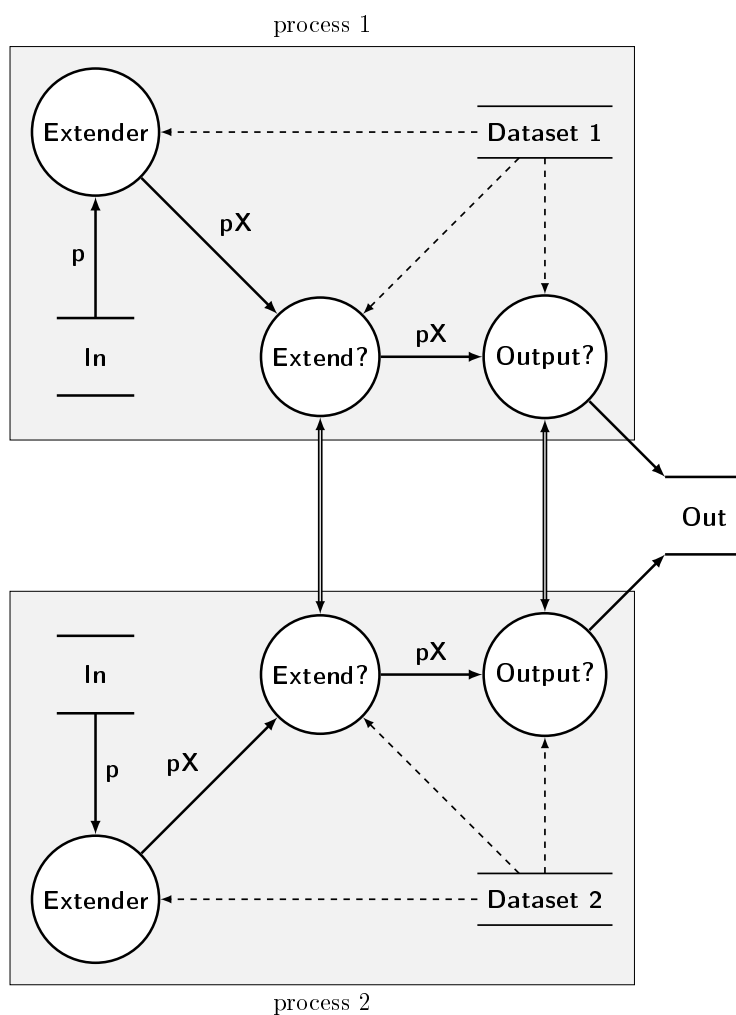 process 1
Extender
Dataset 1
pX
p
In
Extend?
pX
Output?
Out
In
Extend?
pX
Output?
pX
p
Extender
Dataset 2
process 2